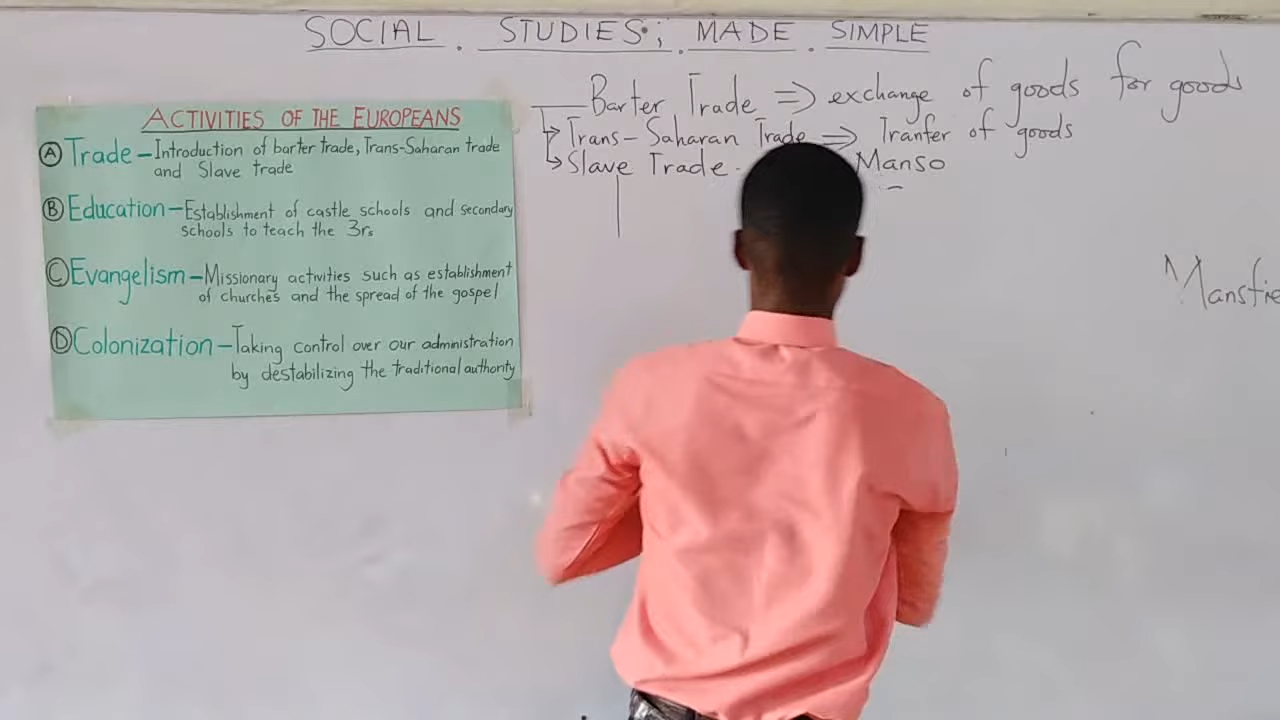 SOCIAL . STUDIES; . MADE . SIMPLE
ACTIVITIES OF THE EUROPEANS
Ⓐ Trade – Introduction of barter trade, Trans-Saharan trade
and Slave trade
Ⓑ Education – Establishment of castle schools and secondary
schools to teach the 3rs
Ⓒ Evangelism – Missionary activities such as establishment
of churches and the spread of the gospel
Ⓓ Colonization – Taking control over our administration
by destabilizing the traditional authority
Barter Trade ⇒ exchange of goods for goods
Trans-Saharan Trade ⇒ Tranfer of goods
Slave Trade. Manso
Mansfie